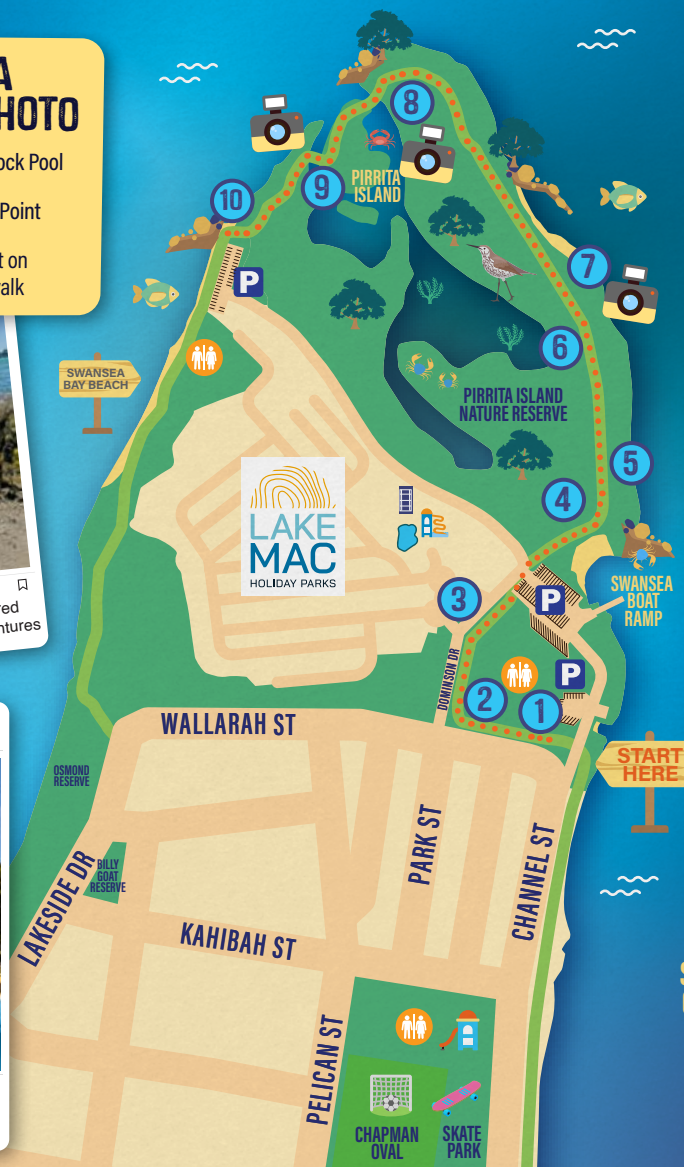 A
HOTO
ock Pool
Point
t on
alk
8
9
10
PIRRITA
ISLAND
P
7
SWANSEA
BAY BEACH
6
PIRRITA ISLAND
NATURE RESERVE
5
4
LAKE
MAC
HOLIDAY PARKS
SWANSEA
BOAT
RAMP
P
3
red
ntures
P
DOMINSON DR
2
1
WALLARAH ST
START
HERE
OSMOND
RESERVE
PARK ST
CHANNEL ST
BILLY
GOAT
RESERVE
LAKESIDE DR
KAHIBAH ST
PELICAN ST
CHAPMAN
OVAL
SKATE
PARK